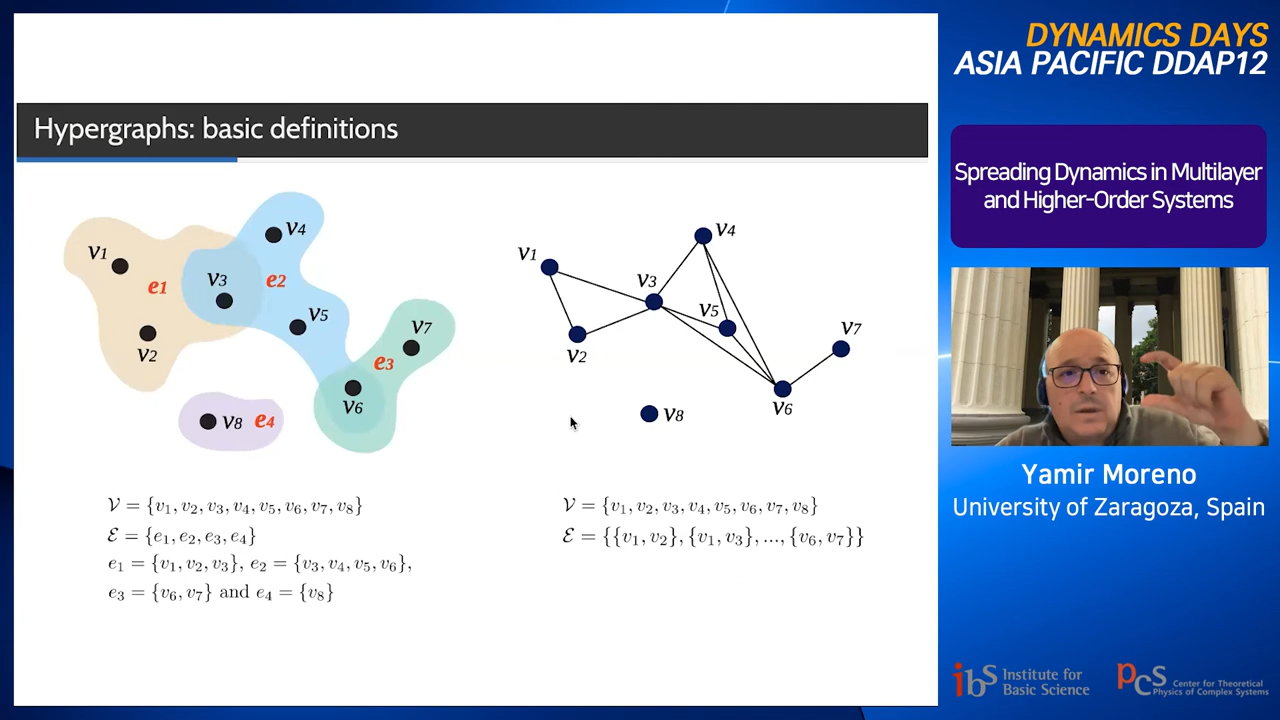 Hypergraphs: basic definitions
v1
v2
v3
v4
v5
v6
v7
v8
e1
e2
e3
e4
v1
v2
v3
v4
v5
v6
v7
v8
𝒱 = {v₁, v₂, v₃, v₄, v₅, v₆, v₇, v₈}
ℰ = {e₁, e₂, e₃, e₄}
e₁ = {v₁, v₂, v₃}, e₂ = {v₃, v₄, v₅, v₆},
e₃ = {v₆, v₇} and e₄ = {v₈}
𝒱 = {v₁, v₂, v₃, v₄, v₅, v₆, v₇, v₈}
ℰ = {{v₁, v₂}, {v₁, v₃}, ..., {v₆, v₇}}
DYNAMICS DAYS
ASIA PACIFIC DDAP12
Spreading Dynamics in Multilayer
and Higher-Order Systems
Yamir Moreno
University of Zaragoza, Spain
ibS Institute for
Basic Science
pcs Center for Theoretical
Physics of Complex Systems